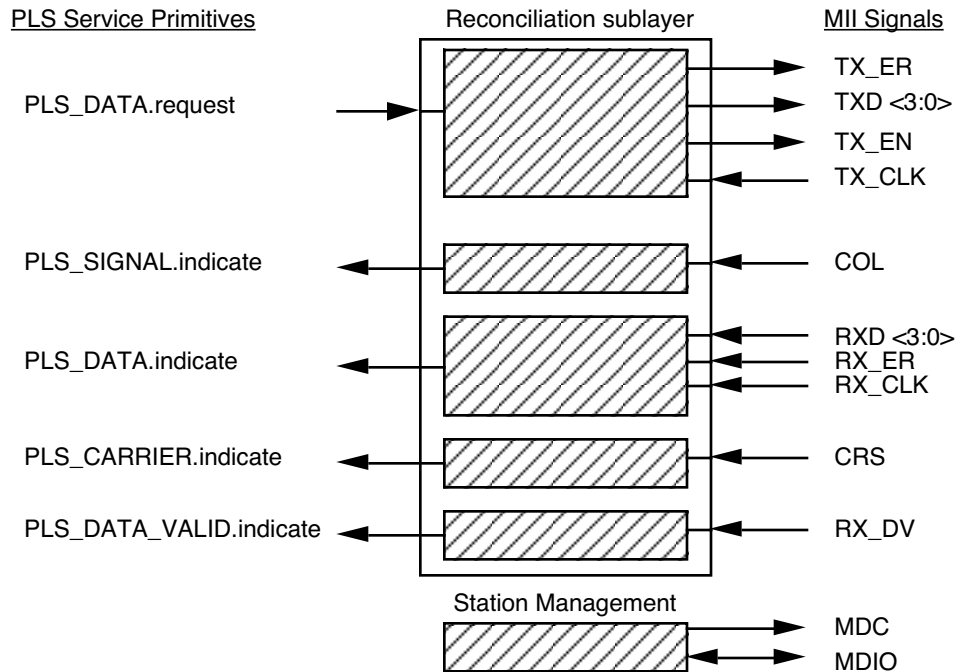 PLS Service Primitives
Reconciliation sublayer
MII Signals
TX_ER
PLS_DATA.request
TXD <3:0>
TX_EN
TX_CLK
PLS_SIGNAL.indicate
COL
RXD <3:0>
PLS_DATA.indicate
RX_ER
RX_CLK
PLS_CARRIER.indicate
CRS
PLS_DATA_VALID.indicate
RX_DV
Station Management
MDC
MDIO